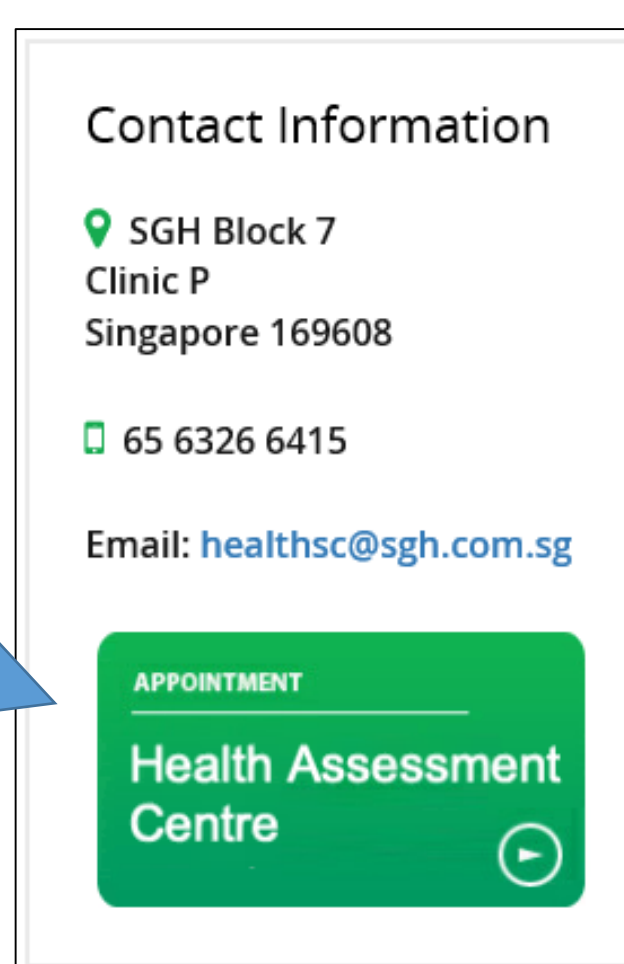 Contact Information
SGH Block 7
Clinic P
Singapore 169608
65 6326 6415
Email: healthsc@sgh.com.sg
APPOINTMENT
Health Assessment
Centre